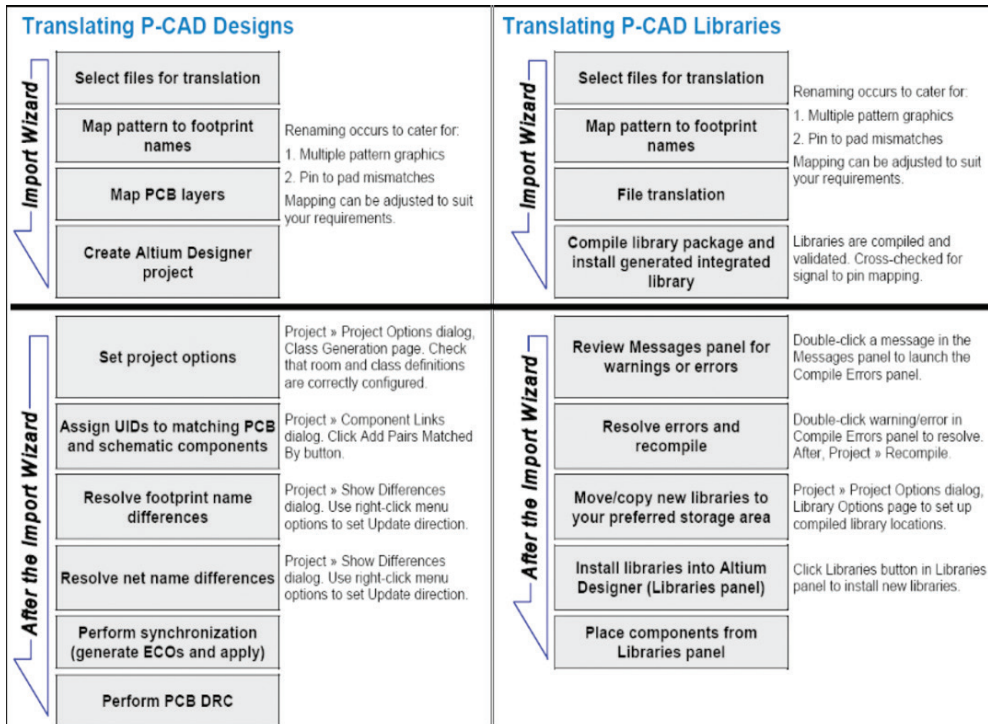 Translating P-CAD Designs
Import Wizard
Select files for translation
Map pattern to footprint
names
Map PCB layers
Create Altium Designer
project
Renaming occurs to cater for:
1. Multiple pattern graphics
2. Pin to pad mismatches
Mapping can be adjusted to suit
your requirements.
Translating P-CAD Libraries
Import Wizard
Select files for translation
Map pattern to footprint
names
File translation
Compile library package and
install generated integrated
library
Renaming occurs to cater for:
1. Multiple pattern graphics
2. Pin to pad mismatches
Mapping can be adjusted to suit
your requirements.
Libraries are compiled and
validated. Cross-checked for
signal to pin mapping.
After the Import Wizard
Set project options
Project » Project Options dialog,
Class Generation page. Check
that room and class definitions
are correctly configured.
Assign UIDs to matching PCB
and schematic components
Project » Component Links
dialog. Click Add Pairs Matched
By button.
Resolve footprint name
differences
Project » Show Differences
dialog. Use right-click menu
options to set Update direction.
Resolve net name differences
Project » Show Differences
dialog. Use right-click menu
options to set Update direction.
Perform synchronization
(generate ECOs and apply)
Perform PCB DRC
After the Import Wizard
Review Messages panel for
warnings or errors
Double-click a message in the
Messages panel to launch the
Compile Errors panel.
Resolve errors and
recompile
Double-click warning/error in
Compile Errors panel to resolve.
After, Project » Recompile.
Move/copy new libraries to
your preferred storage area
Project » Project Options dialog,
Library Options page to set up
compiled library locations.
Install libraries into Altium
Designer (Libraries panel)
Click Libraries button in Libraries
panel to install new libraries.
Place components from
Libraries panel